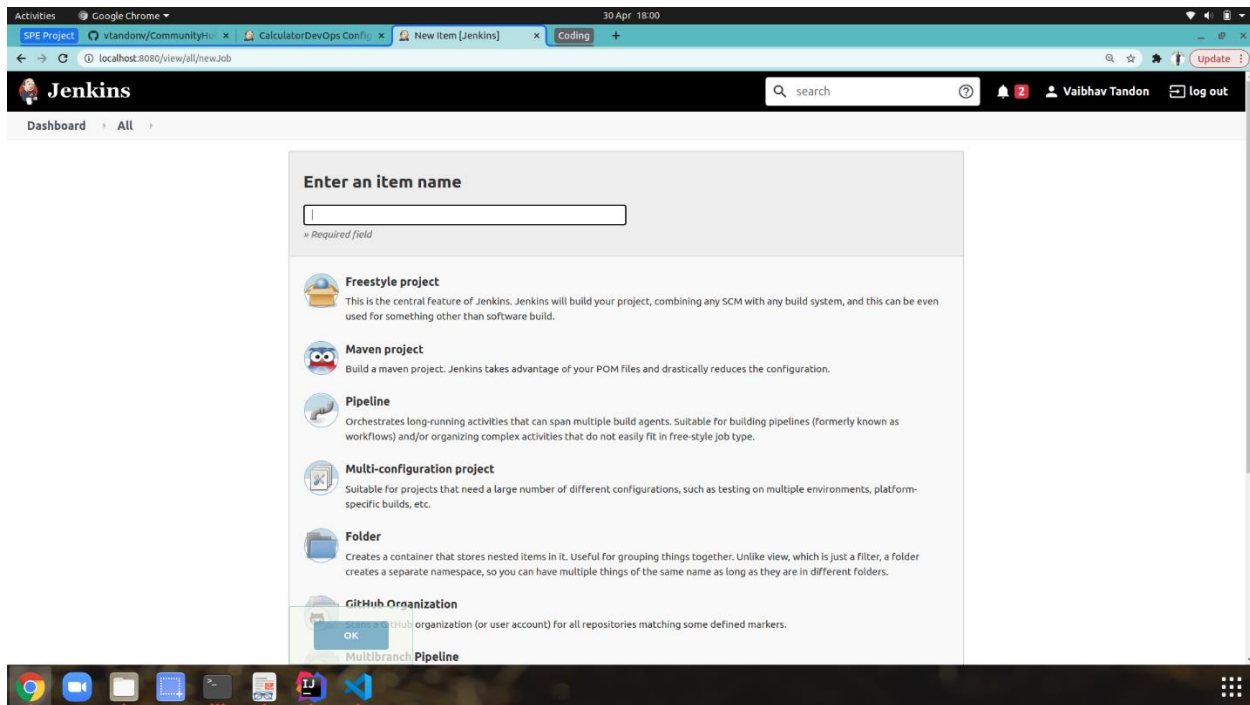 Activities Google Chrome 30 Apr 18:00
SPE Project vtandonv/CommunityHu CalculatorDevOps Config New Item [Jenkins] Coding
localhost:8080/view/all/newJob Update
Jenkins search 2 Vaibhav Tandon log out
Dashboard All
Enter an item name
» Required field
Freestyle project
This is the central feature of Jenkins. Jenkins will build your project, combining any SCM with any build system, and this can be even
used for something other than software build.
Maven project
Build a maven project. Jenkins takes advantage of your POM files and drastically reduces the configuration.
Pipeline
Orchestrates long-running activities that can span multiple build agents. Suitable for building pipelines (formerly known as
workflows) and/or organizing complex activities that do not easily fit in free-style job type.
Multi-configuration project
Suitable for projects that need a large number of different configurations, such as testing on multiple environments, platform-
specific builds, etc.
Folder
Creates a container that stores nested items in it. Useful for grouping things together. Unlike view, which is just a filter, a folder
creates a separate namespace, so you can have multiple things of the same name as long as they are in different folders.
GitHub Organization
Scans a GitHub organization (or user account) for all repositories matching some defined markers.
OK
Multibranch Pipeline